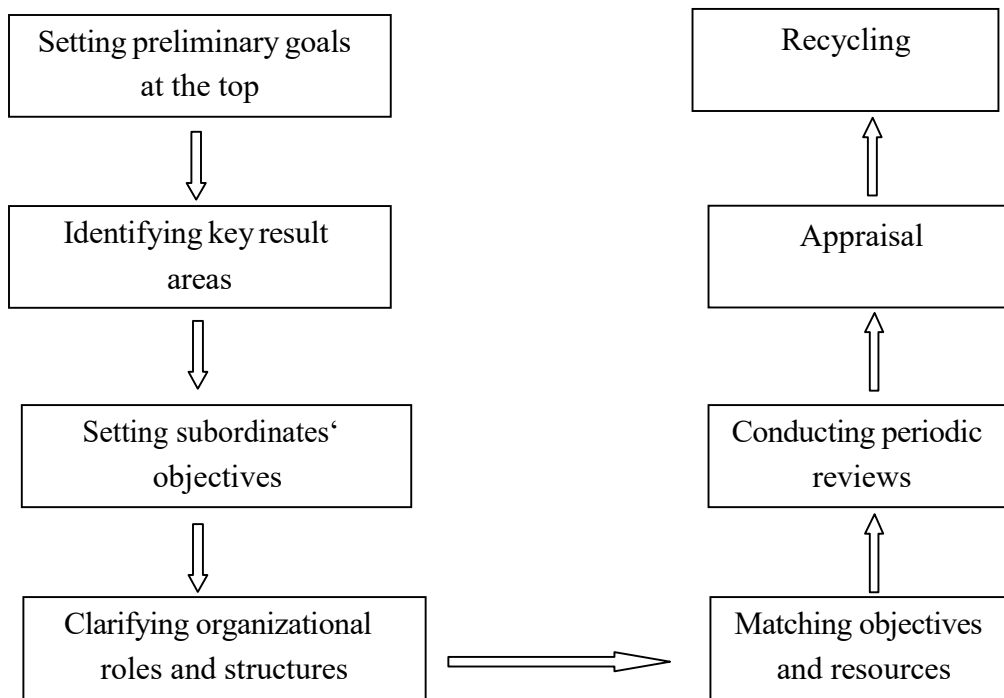 Setting preliminary goals
at the top
Identifying key result
areas
Setting subordinates‘
objectives
Clarifying organizational
roles and structures
Matching objectives
and resources
Conducting periodic
reviews
Appraisal
Recycling